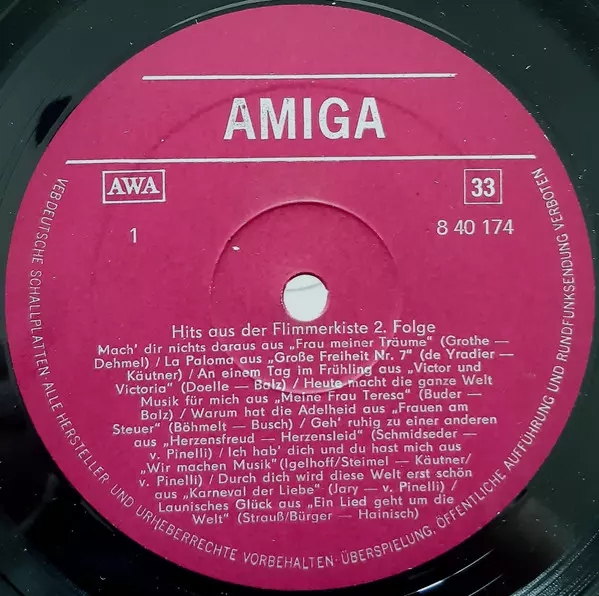 AMIGA
AWA
33
1
8 40 174
Hits aus der Flimmerkiste 2. Folge
Mach' dir nichts daraus aus „Frau meiner Träume" (Grothe —
Dehmel) / La Paloma aus „Große Freiheit Nr. 7" (de Yradier —
Käutner) / An einem Tag im Frühling aus „Victor und
Victoria" (Doelle — Balz) / Heute macht die ganze Welt
Musik für mich aus „Meine Frau Teresa" (Buder —
Balz) / Warum hat die Adelheid aus „Frauen am
Steuer" (Böhmelt — Busch) / Geh' ruhig zu einer anderen
aus „Herzensfreud — Herzensleid" (Schmidseder —
v. Pinelli) / Ich hab' dich und du hast mich aus
„Wir machen Musik"(Igelhoff/Steimel — Käutner/
v. Pinelli) / Durch dich wird diese Welt erst schön
aus „Karneval der Liebe" (Jary — v. Pinelli) /
Launisches Glück aus „Ein Lied geht um die
Welt" (Strauß/Bürger — Hainisch)
VEB·DEUTSCHE SCHALLPLATTEN· ALLE HERSTELLER- UND URHEBERRECHTE VORBEHALTEN· ÜBERSPIELUNG, ÖFFENTLICHE AUFFÜHRUNG UND RUNDFUNKSENDUNG VERBOTEN